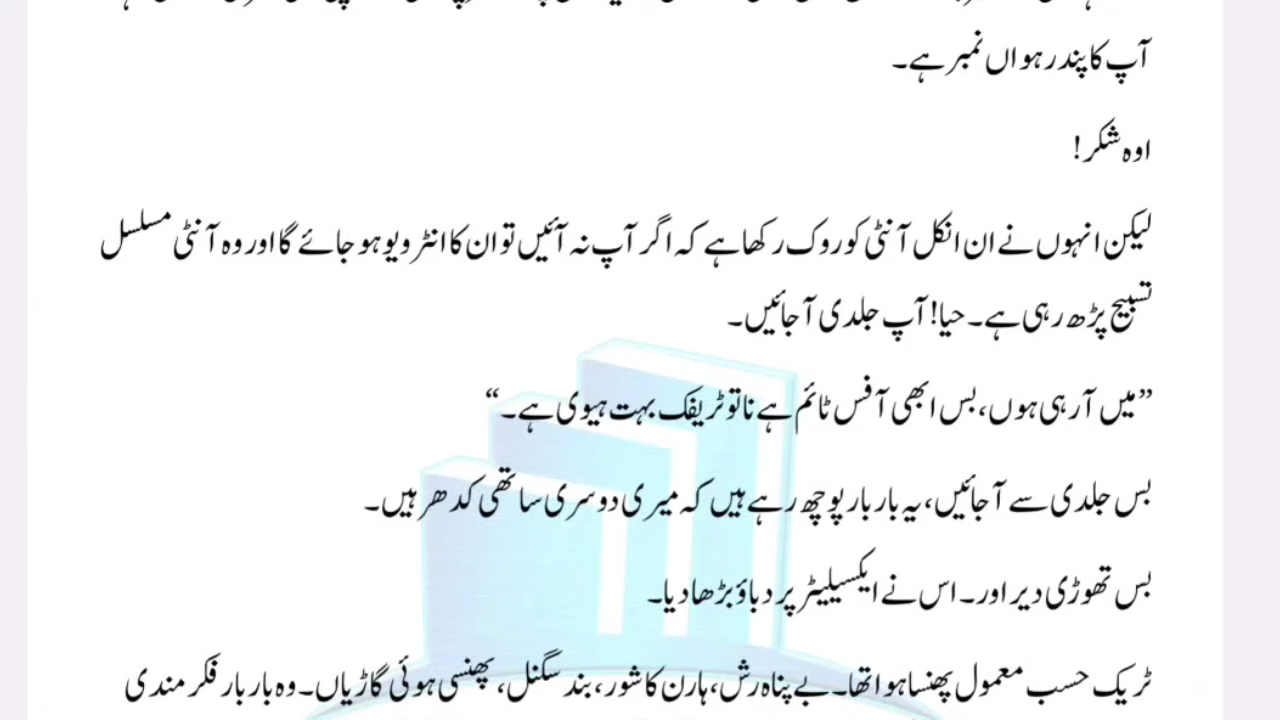 آپ کا پندرہواں نمبر ہے۔
اوہ شکر!
لیکن انہوں نے ان انکل آنٹی کو روک رکھا ہے کہ اگر آپ نہ آئیں تو ان کا انٹرویو ہو جائے گا اور وہ آنٹی مسلسل
تسبیح پڑھ رہی ہے۔ حیا! آپ جلدی آ جائیں۔
”میں آ رہی ہوں، بس ابھی آفس ٹائم ہے نا تو ٹریفک بہت ہیوی ہے۔“
بس جلدی سے آ جائیں، یہ بار بار پوچھ رہے ہیں کہ میری دوسری ساتھی کدھر ہیں۔
بس تھوڑی دیر اور۔ اس نے ایکسیلیٹر پر دباؤ بڑھا دیا۔
ٹریک حسب معمول پھنسا ہوا تھا۔ بے پناہ رش، ہارن کا شور، بند سگنل، پھنسی ہوئی گاڑیاں۔ وہ بار بار فکر مندی